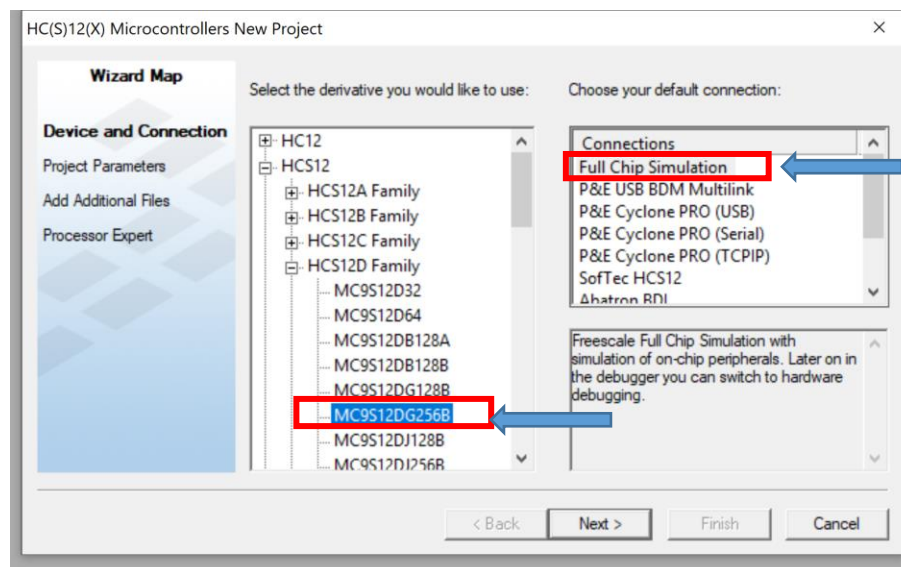 HC(S)12(X) Microcontrollers New Project
Wizard Map
Device and Connection
Project Parameters
Add Additional Files
Processor Expert
Select the derivative you would like to use:
HC12
HCS12
HCS12A Family
HCS12B Family
HCS12C Family
HCS12D Family
MC9S12D32
MC9S12D64
MC9S12DB128A
MC9S12DB128B
MC9S12DG128B
MC9S12DG256B
MC9S12DJ128B
MC9S12DJ256B
Choose your default connection:
Connections
Full Chip Simulation
P&E USB BDM Multilink
P&E Cyclone PRO (USB)
P&E Cyclone PRO (Serial)
P&E Cyclone PRO (TCPIP)
SofTec HCS12
Abatron BDI
Freescale Full Chip Simulation with
simulation of on-chip peripherals. Later on in
the debugger you can switch to hardware
debugging.
< Back
Next >
Finish
Cancel